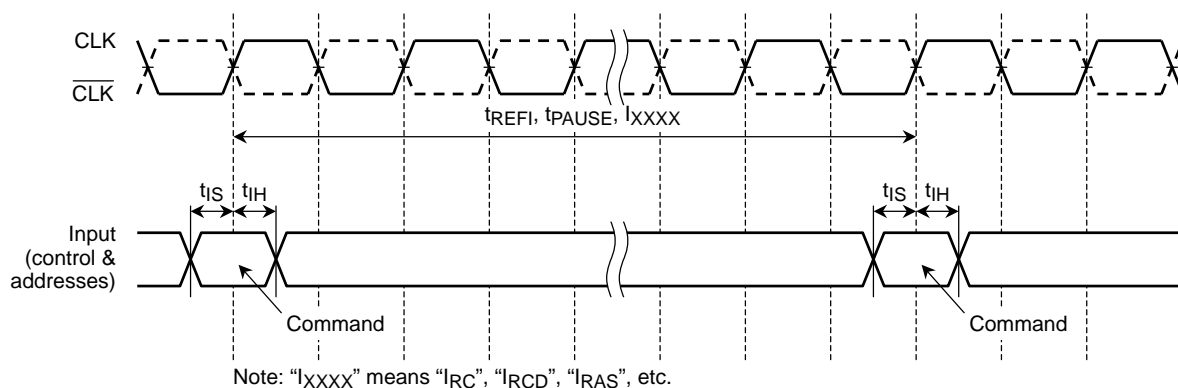 CLK
CLK
tREFI, tPAUSE, IXXXX
tIS
tIH
tIS
tIH
Input
(control &
addresses)
Command
Command
Note: “IXXXX” means “IRC”, “IRCD”, “IRAS”, etc.